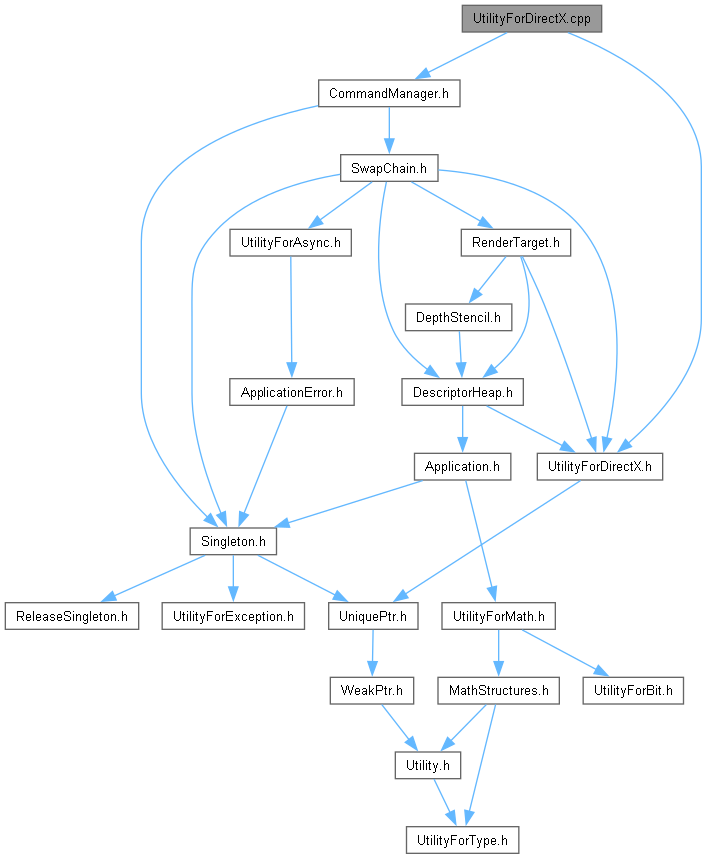 UtilityForDirectX.cpp
CommandManager.h
SwapChain.h
UtilityForAsync.h
RenderTarget.h
DepthStencil.h
ApplicationError.h
DescriptorHeap.h
Application.h
UtilityForDirectX.h
Singleton.h
ReleaseSingleton.h
UtilityForException.h
UniquePtr.h
UtilityForMath.h
WeakPtr.h
MathStructures.h
UtilityForBit.h
Utility.h
UtilityForType.h